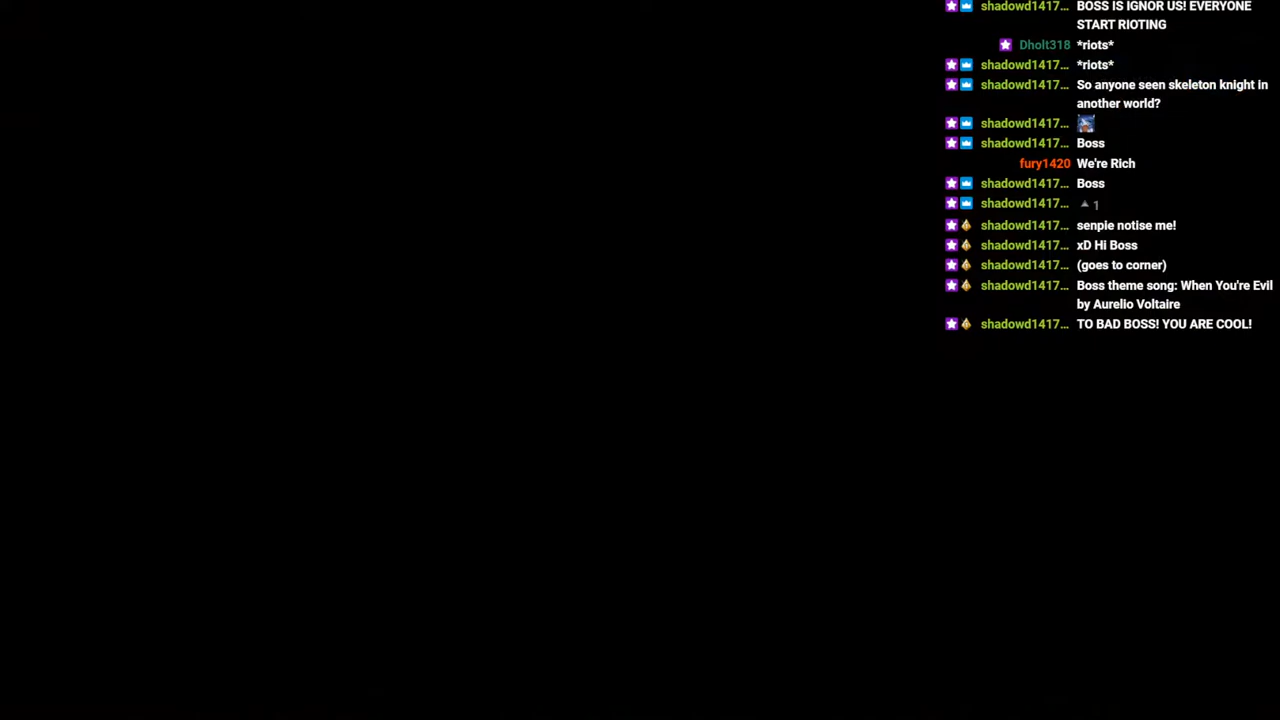 shadowd1417... BOSS IS IGNOR US! EVERYONE
START RIOTING
Dholt318 *riots*
shadowd1417... *riots*
shadowd1417... So anyone seen skeleton knight in
another world?
shadowd1417...
shadowd1417... Boss
fury1420 We're Rich
shadowd1417... Boss
shadowd1417... 1
shadowd1417... senpie notise me!
shadowd1417... xD Hi Boss
shadowd1417... (goes to corner)
shadowd1417... Boss theme song: When You're Evil
by Aurelio Voltaire
shadowd1417... TO BAD BOSS! YOU ARE COOL!